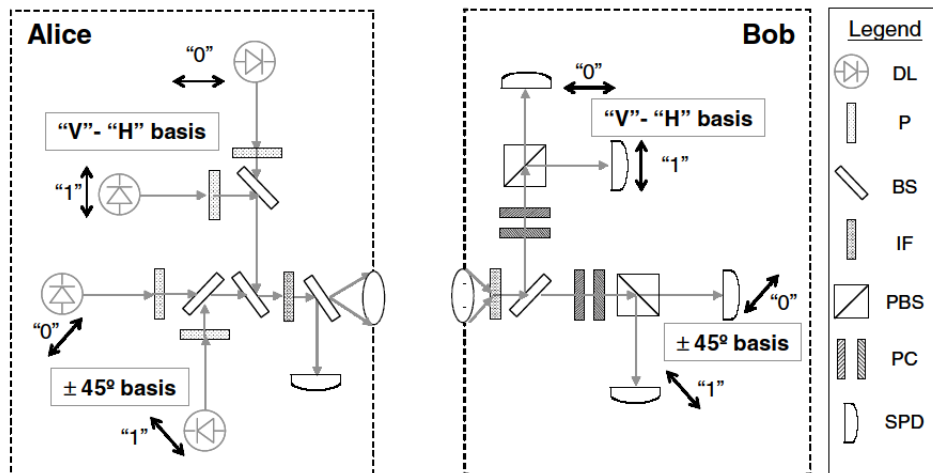 Alice
“0”
“V”- “H” basis
“1”
“0”
± 45º basis
“1”
Bob
“0”
“V”- “H” basis
“1”
“0”
± 45º basis
“1”
Legend
DL
P
BS
IF
PBS
PC
SPD